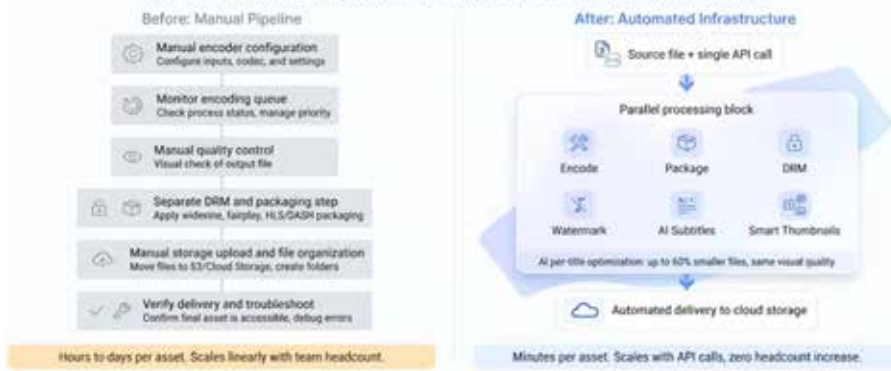 Before: Manual Pipeline
Manual encoder configuration
Configure inputs, codec, and settings
Monitor encoding queue
Check process status, manage priority
Manual quality control
Visual check of output file
Separate DRM and packaging step
Apply widevine, fairplay, HLS/DASH packaging
Manual storage upload and file organization
Move files to S3/Cloud Storage, create folders
Verify delivery and troubleshoot
Confirm final asset is accessible, debug errors
Hours to days per asset. Scales linearly with team headcount.
After: Automated Infrastructure
Source file + single API call
Parallel processing block
Encode
Package
DRM
Watermark
AI Subtitles
Smart Thumbnails
AI per-title optimization: up to 60% smaller files, same visual quality
Automated delivery to cloud storage
Minutes per asset. Scales with API calls, zero headcount increase.